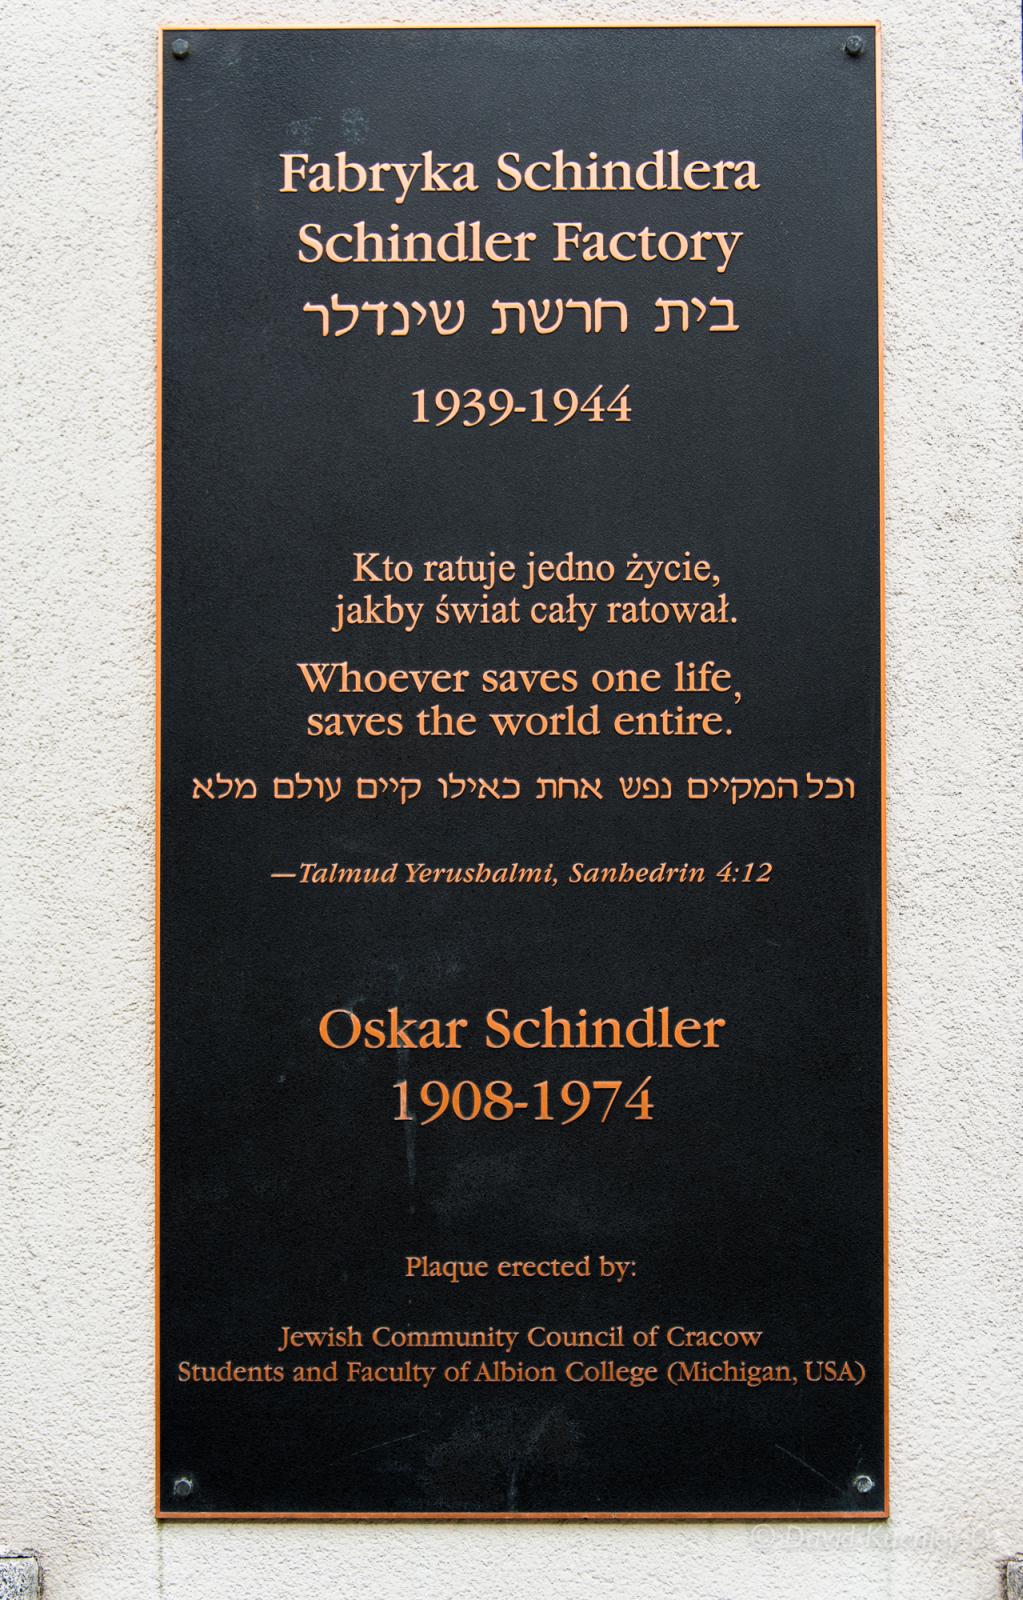 Fabryka Schindlera
Schindler Factory
בית חרשת שינדלר
1939-1944
Kto ratuje jedno życie,
jakby świat cały ratował.
Whoever saves one life,
saves the world entire.
וכל המקיים נפש אחת כאילו קיים עולם מלא
—Talmud Yerushalmi, Sanhedrin 4:12
Oskar Schindler
1908-1974
Plaque erected by:
Jewish Community Council of Cracow
Students and Faculty of Albion College (Michigan, USA)
© David